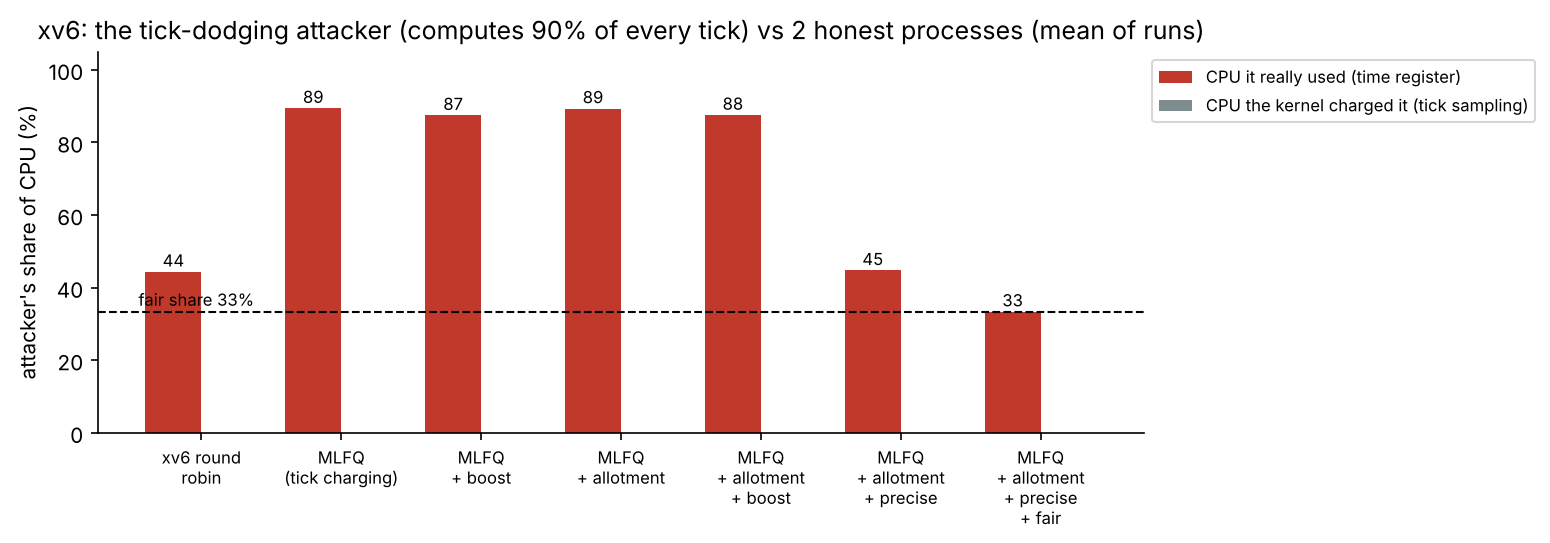 xv6: the tick-dodging attacker (computes 90% of every tick) vs 2 honest processes (mean of runs)
CPU it really used (time register)
CPU the kernel charged it (tick sampling)
attacker's share of CPU (%)
100
80
60
40
20
0
44
89
87
89
88
45
33
fair share 33%
xv6 round
robin
MLFQ
(tick charging)
MLFQ
+ boost
MLFQ
+ allotment
MLFQ
+ allotment
+ boost
MLFQ
+ allotment
+ precise
MLFQ
+ allotment
+ precise
+ fair